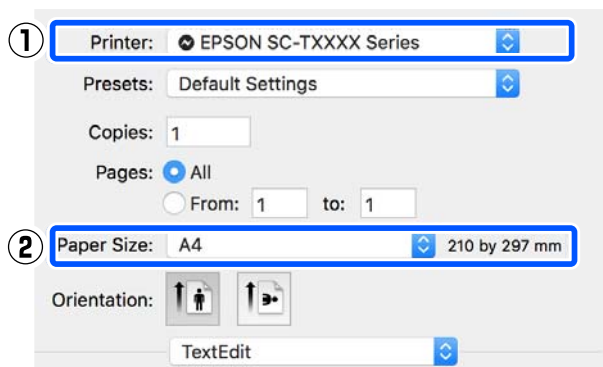 ① Printer: EPSON SC-TXXXX Series
Presets: Default Settings
Copies: 1
Pages: All
From: 1 to: 1
② Paper Size: A4 210 by 297 mm
Orientation:
TextEdit